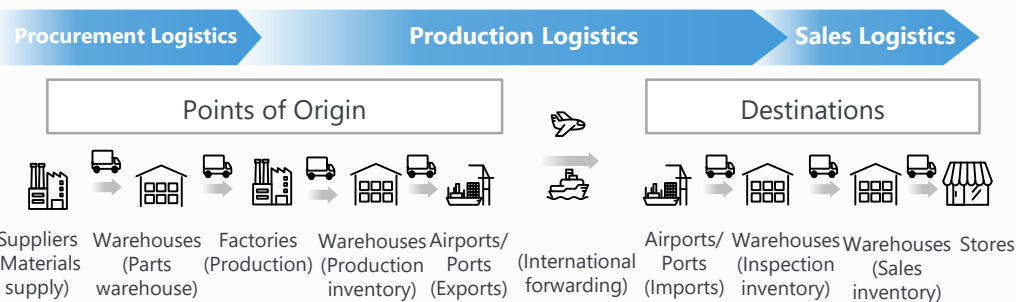 Procurement Logistics
Production Logistics
Sales Logistics
Points of Origin
Destinations
Suppliers
(Materials
supply)
Warehouses
(Parts
warehouse)
Factories
(Production)
Warehouses
(Production
inventory)
Airports/
Ports
(Exports)
(International
forwarding)
Airports/
Ports
(Imports)
Warehouses
(Inspection
inventory)
Warehouses
(Sales
inventory)
Stores